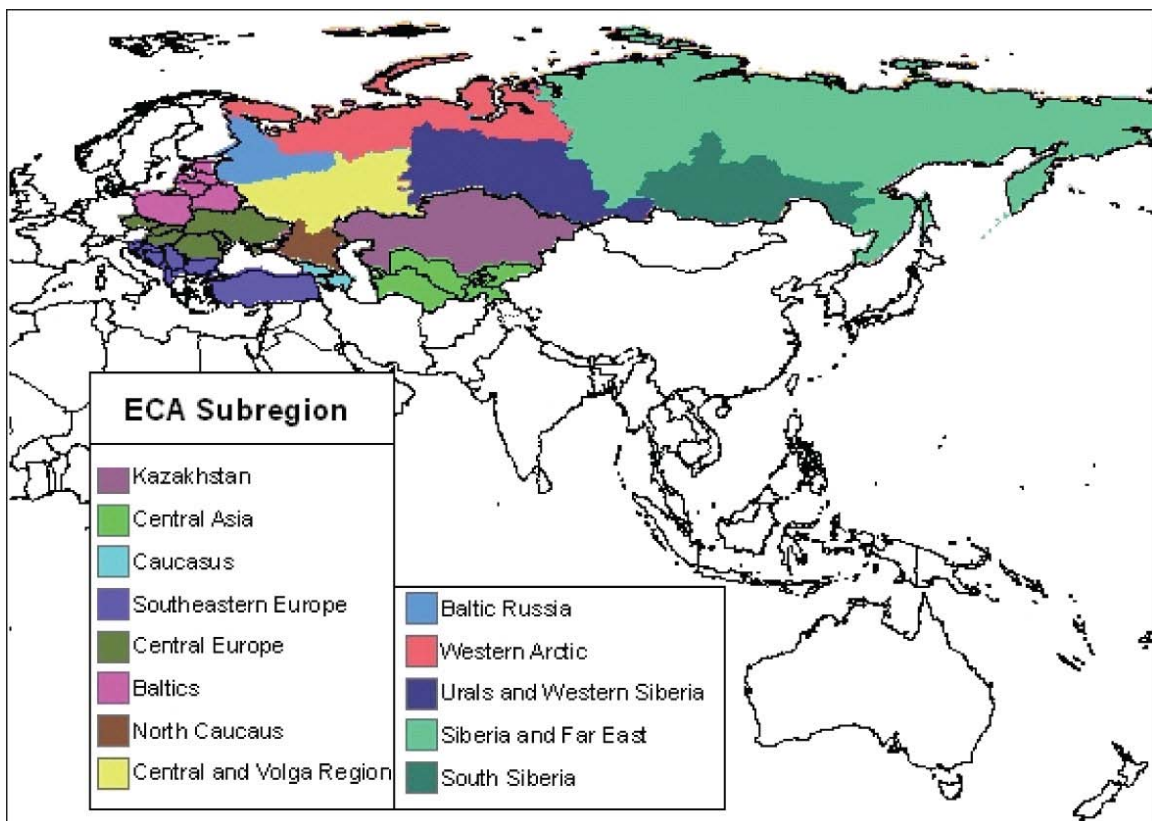 ECA Subregion
Kazakhstan
Central Asia
Caucasus
Southeastern Europe
Central Europe
Baltics
North Caucaus
Central and Volga Region
Baltic Russia
Western Arctic
Urals and Western Siberia
Siberia and Far East
South Siberia